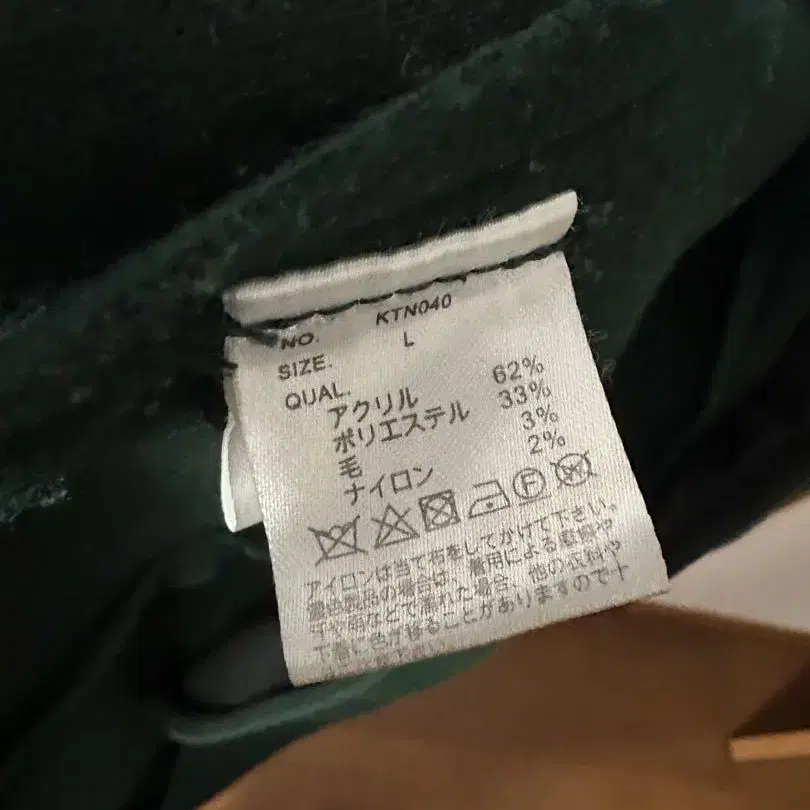 NO. KTN040
SIZE. L
QUAL.
アクリル 62%
ポリエステル 33%
毛 3%
ナイロン 2%
F W
アイロンは当て布をしてかけて下さい。
濃色製品の場合は、着用による摩擦や
汗や雨などで濡れた場合、他の衣料や
下着に色が移ることがありますので十